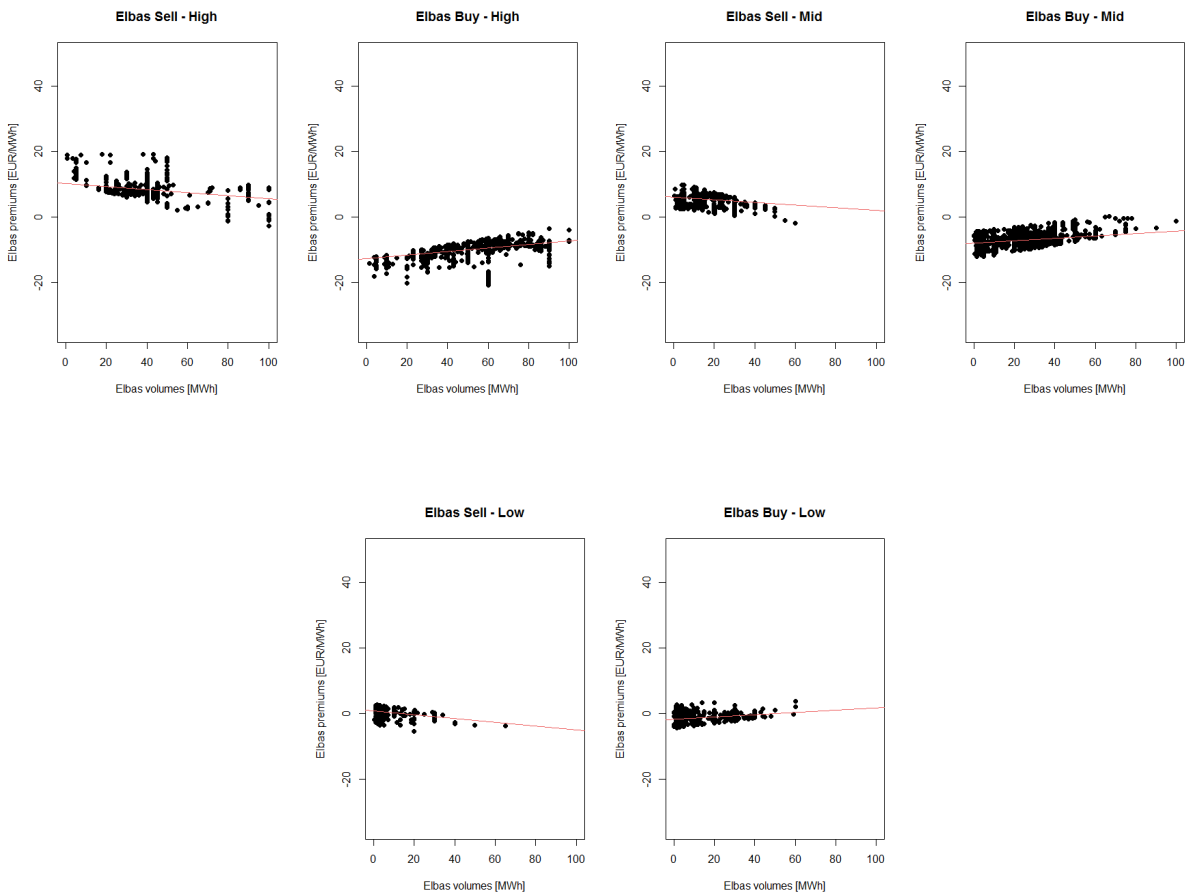 Elbas Sell - High
Elbas premiums [EUR/MWh]
40
20
0
-20
0 20 40 60 80 100
Elbas volumes [MWh]
Elbas Buy - High
Elbas premiums [EUR/MWh]
40
20
0
-20
0 20 40 60 80 100
Elbas volumes [MWh]
Elbas Sell - Mid
Elbas premiums [EUR/MWh]
40
20
0
-20
0 20 40 60 80 100
Elbas volumes [MWh]
Elbas Buy - Mid
Elbas premiums [EUR/MWh]
40
20
0
-20
0 20 40 60 80 100
Elbas volumes [MWh]
Elbas Sell - Low
Elbas premiums [EUR/MWh]
40
20
0
-20
0 20 40 60 80 100
Elbas volumes [MWh]
Elbas Buy - Low
Elbas premiums [EUR/MWh]
40
20
0
-20
0 20 40 60 80 100
Elbas volumes [MWh]